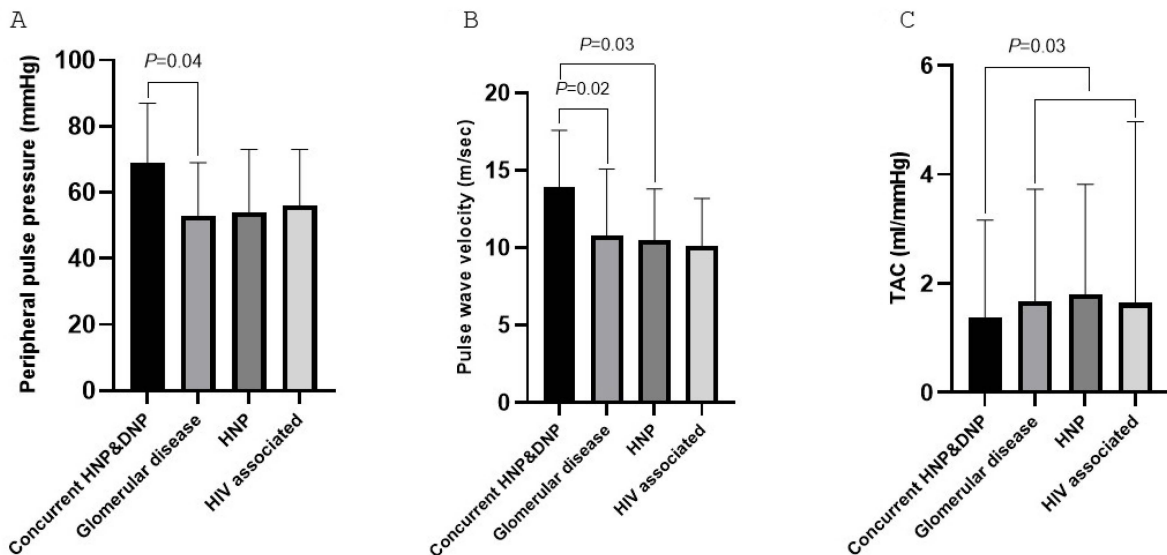 A
Peripheral pulse pressure (mmHg)
100
80
60
40
20
0
P=0.04
Concurrent HNP&DNP
Glomerular disease
HNP
HIV associated
B
Pulse wave velocity (m/sec)
20
15
10
5
0
P=0.03
P=0.02
Concurrent HNP&DNP
Glomerular disease
HNP
HIV associated
C
TAC (ml/mmHg)
6
4
2
0
P=0.03
Concurrent HNP&DNP
Glomerular disease
HNP
HIV associated